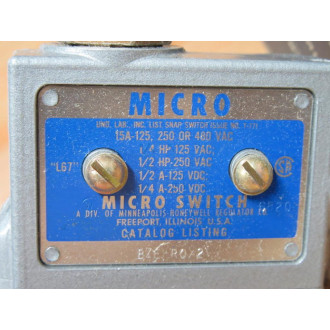 MICRO
UND. LAB., INC. LIST SNAP SWITCH ISSUE NO.
15A-125, 250 OR 460 VAC
HP-125 VAC
"L67" 1/2 HP-250 VAC
1/2 A-125 VDC
1/4 A-250 VDC
MICRO SWITCH
A DIV. OF MINNEAPOLIS HONEYWELL REGULATOR CO.
FREEPORT, ILLINOIS U.S.A.
CATALOG LISTING